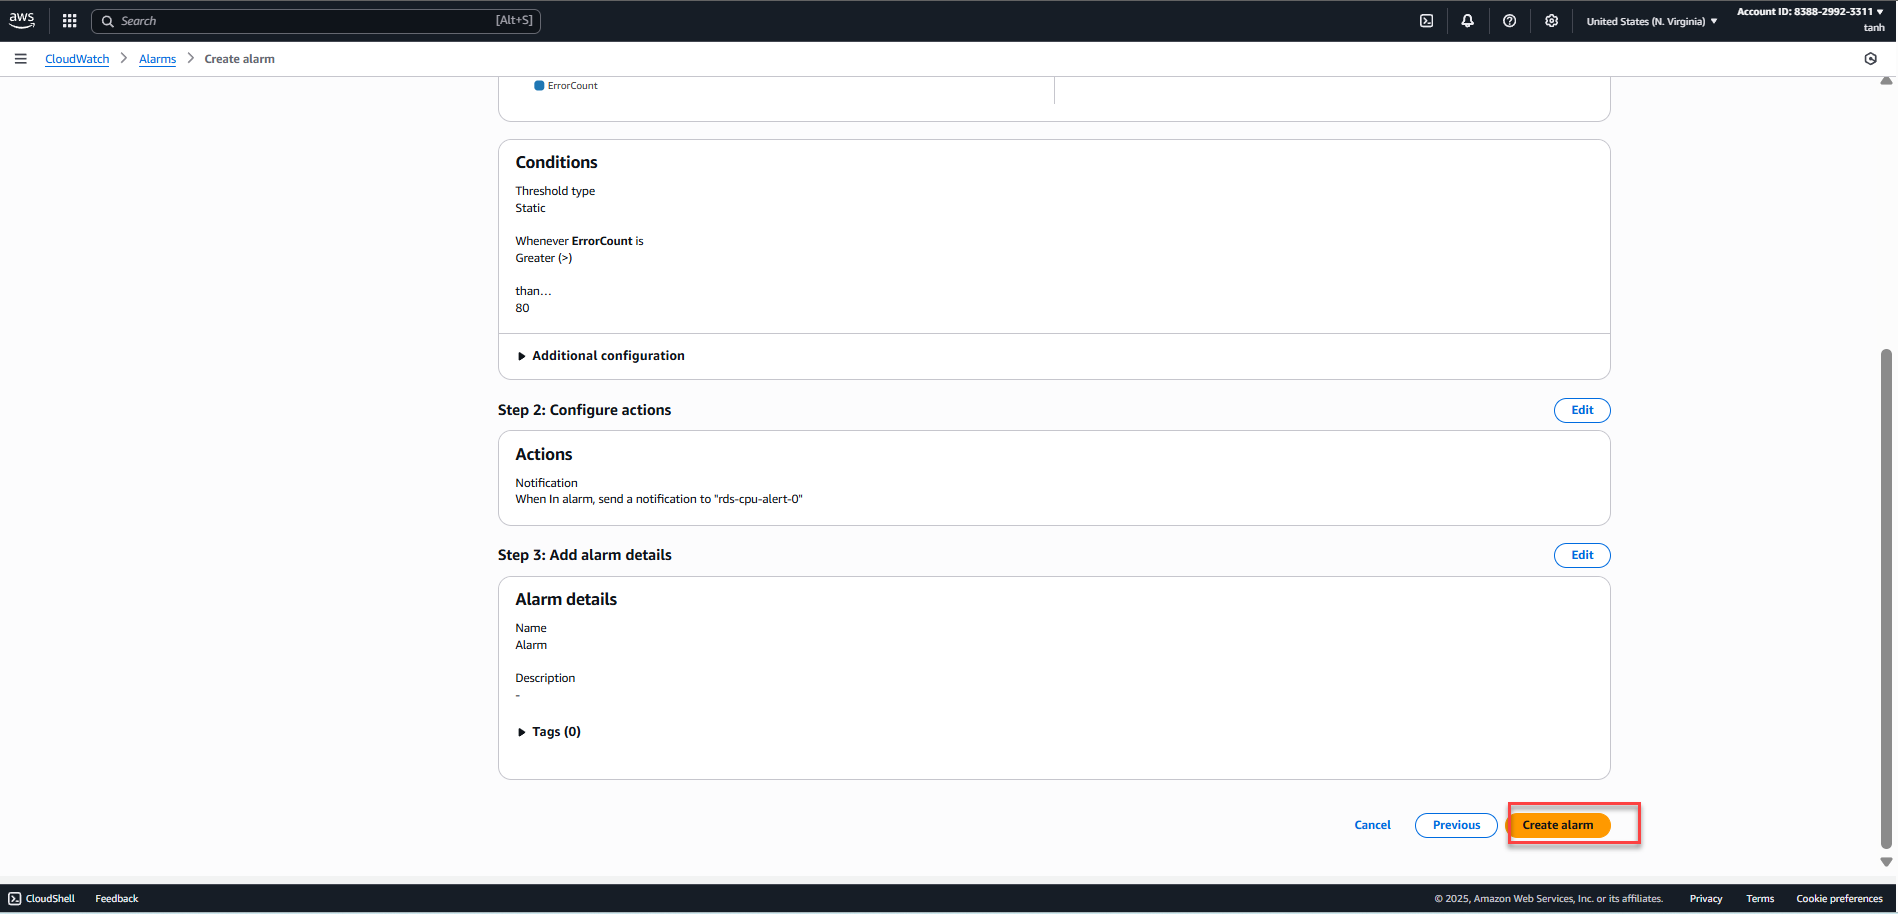 aws
Search [Alt+S]
United States (N. Virginia) ▼
Account ID: 8388-2992-3311 ▼
tanh
CloudWatch > Alarms > Create alarm
ErrorCount
Conditions
Threshold type
Static
Whenever ErrorCount is
Greater (>)
than…
80
Additional configuration
Step 2: Configure actions
Edit
Actions
Notification
When In alarm, send a notification to "rds-cpu-alert-0"
Step 3: Add alarm details
Edit
Alarm details
Name
Alarm
Description
-
Tags (0)
Cancel Previous Create alarm
CloudShell Feedback
© 2025, Amazon Web Services, Inc. or its affiliates. Privacy Terms Cookie preferences